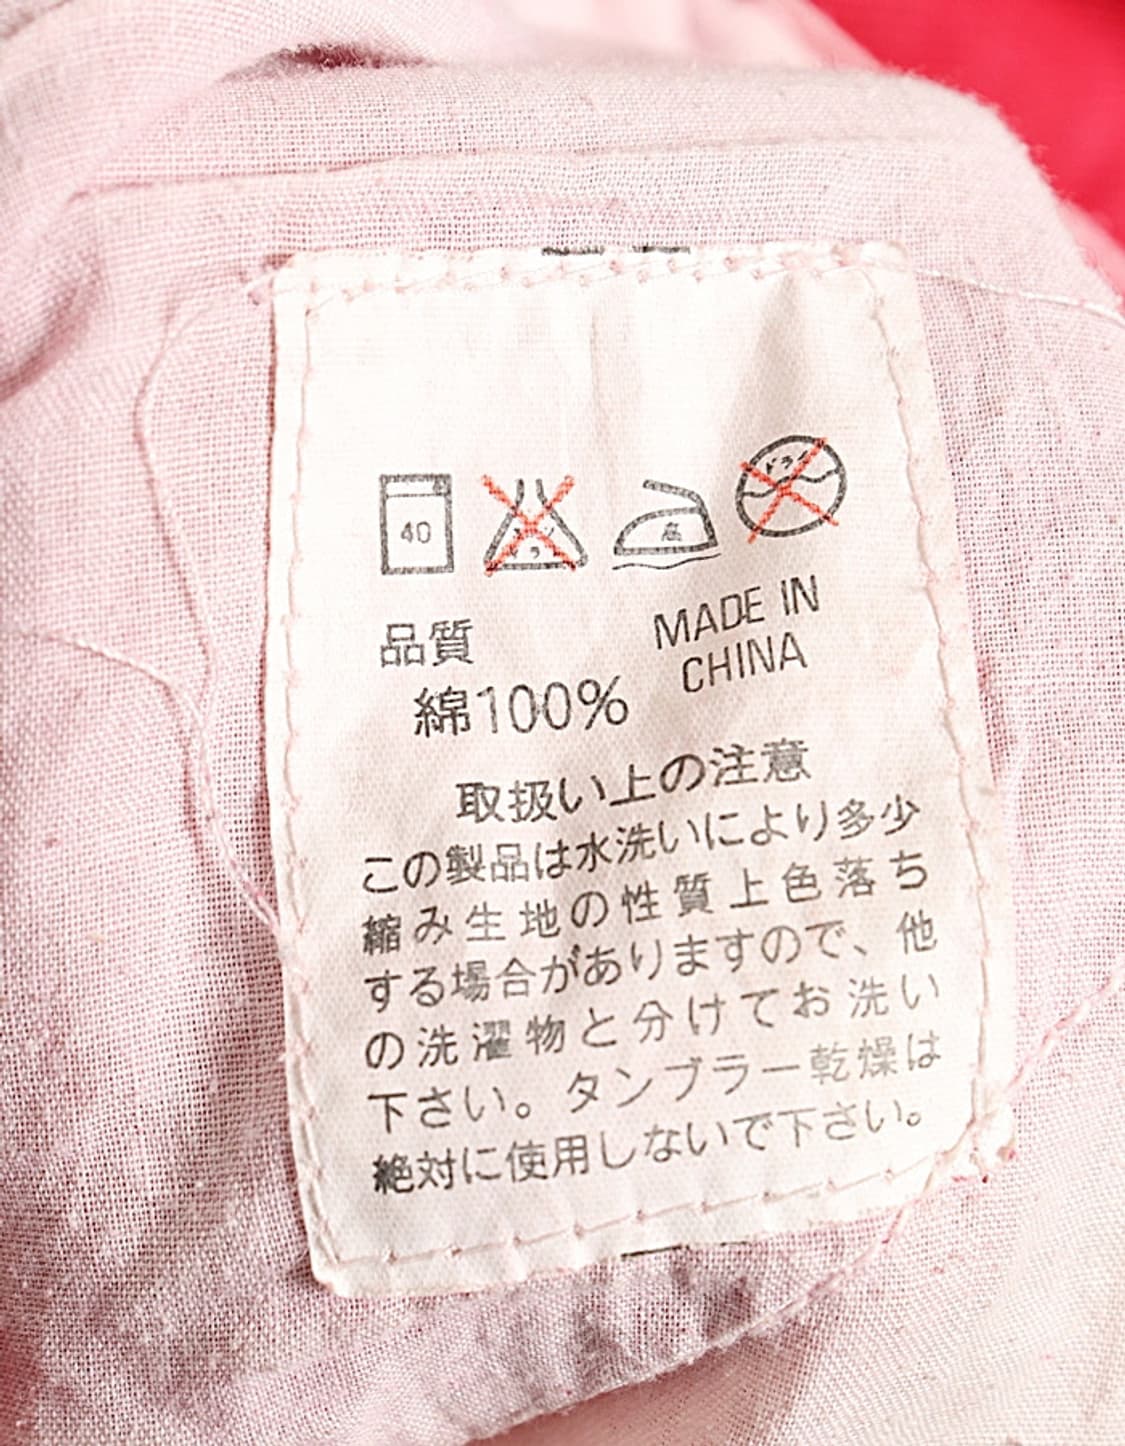 40
ドライ
品質
MADE IN
CHINA
綿100%
取扱い上の注意
この製品は水洗いにより多少
縮み生地の性質上色落ち
する場合がありますので、他
の洗濯物と分けてお洗い
下さい。タンブラー乾燥は
絶対に使用しないで下さい。